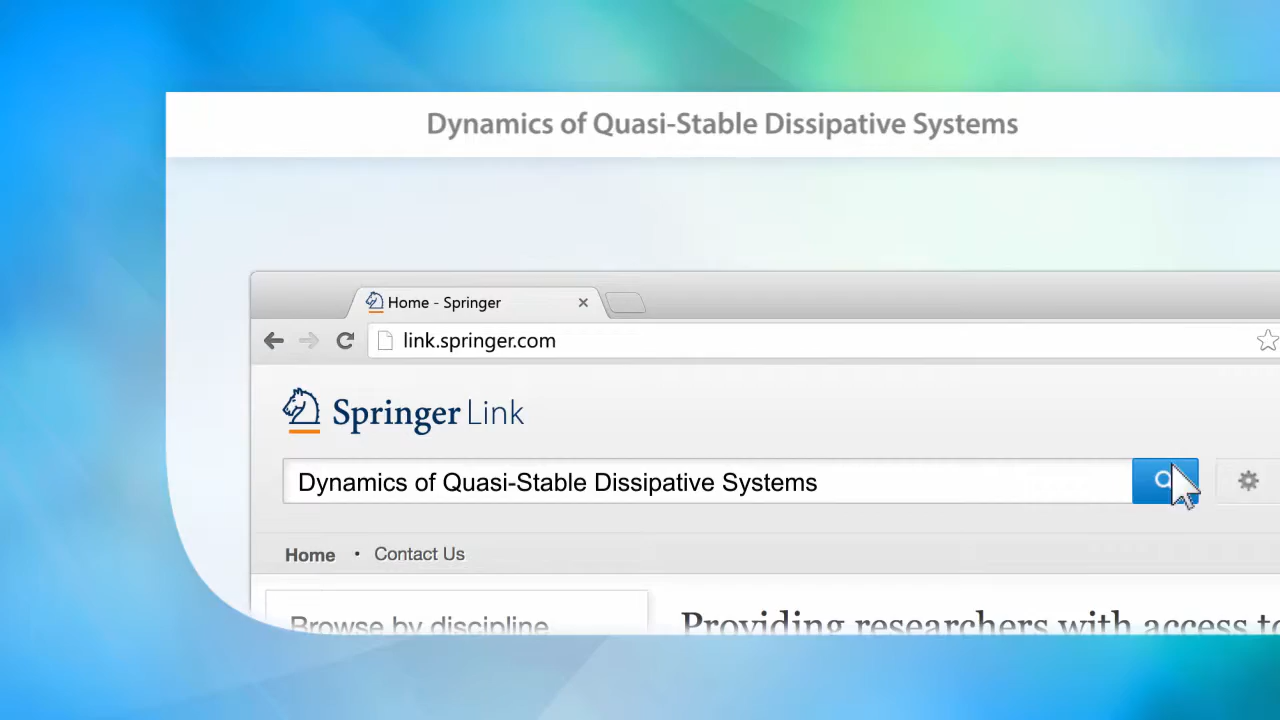 Dynamics of Quasi-Stable Dissipative Systems
Home - Springer
link.springer.com
Springer Link
Dynamics of Quasi-Stable Dissipative Systems
Home • Contact Us
Browse by discipline
Providing researchers with access to